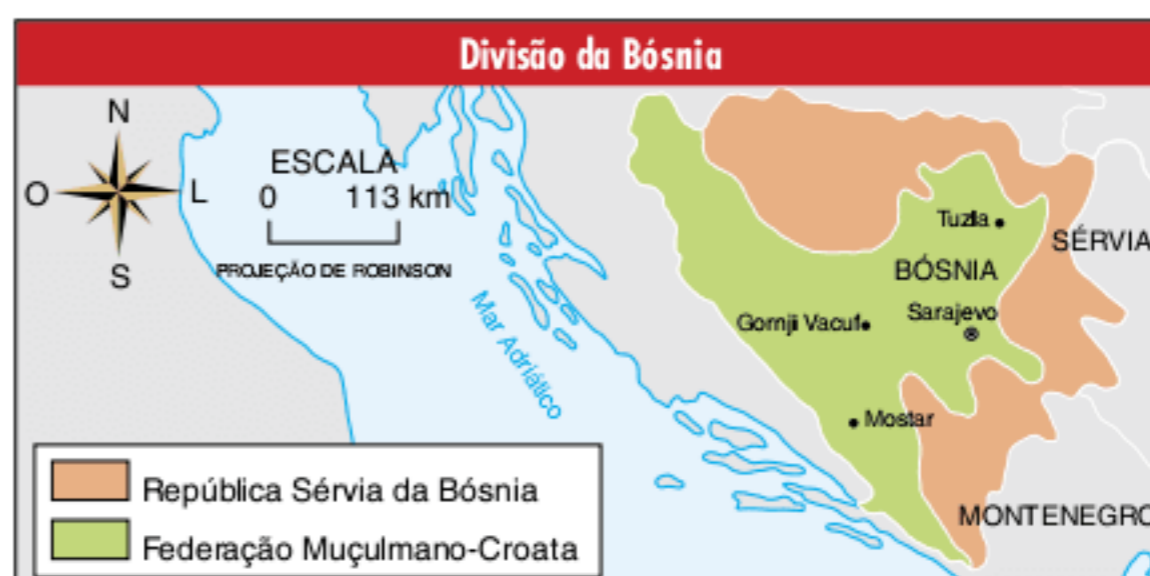 Divisão da Bósnia
N
O
L
S
ESCALA
0 113 km
PROJEÇÃO DE ROBINSON
Mar Adriático
Tuzla
SÉRVIA
BÓSNIA
Sarajevo
Gornji Vacuf
Mostar
MONTENEGRO
República Sérvia da Bósnia
Federação Muçulmano-Croata